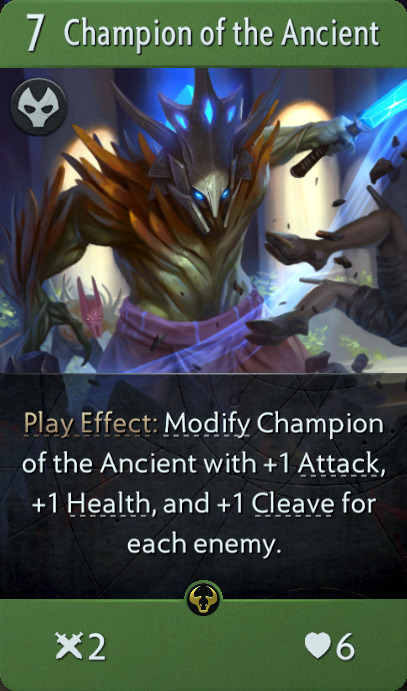 7 Champion of the Ancient
Play Effect: Modify Champion
of the Ancient with +1 Attack,
+1 Health, and +1 Cleave for
each enemy.
2 6